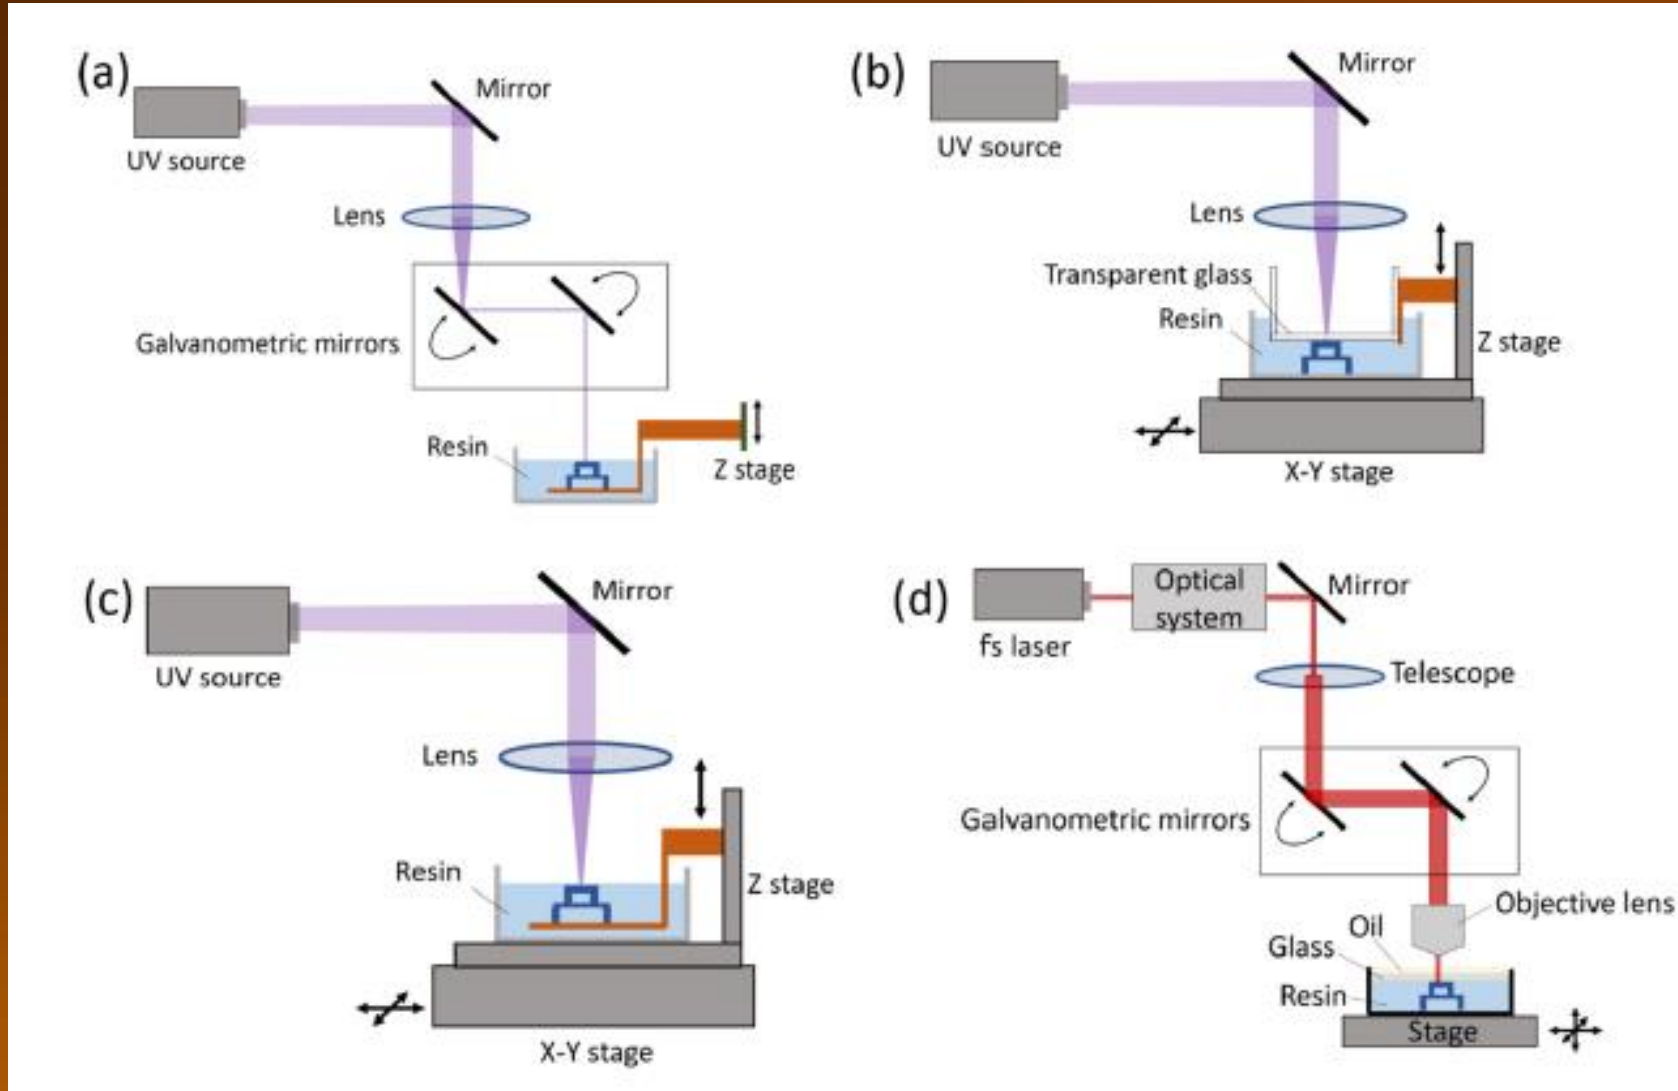 (a)
Mirror
UV source
Lens
Galvanometric mirrors
Resin
Z stage
(b)
Mirror
UV source
Lens
Transparent glass
Resin
Z stage
X-Y stage
(c)
Mirror
UV source
Lens
Resin
Z stage
X-Y stage
(d)
Optical
system
Mirror
fs laser
Telescope
Galvanometric mirrors
Objective lens
Oil
Glass
Resin
Stage